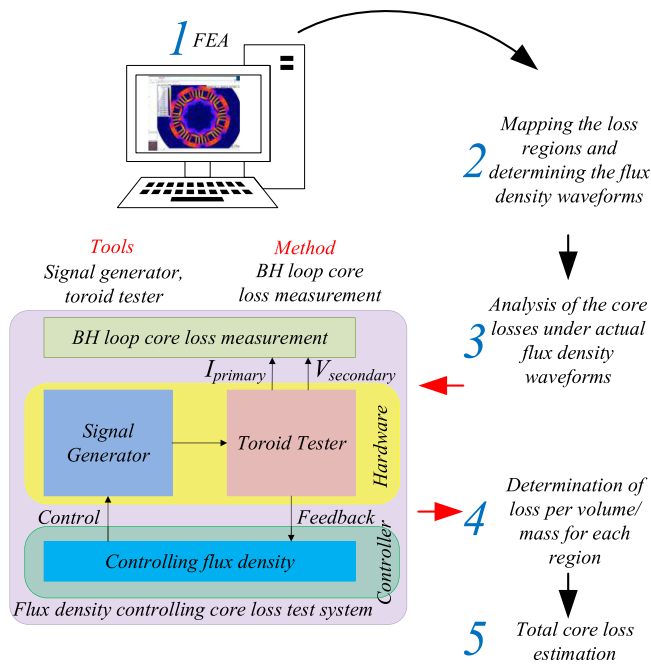 1 FEA
2
Mapping the loss
regions and
determining the flux
density waveforms
Tools
Signal generator,
toroid tester
Method
BH loop core
loss measurement
3
Analysis of the core
losses under actual
flux density
waveforms
BH loop core loss measurement
Iprimary
Vsecondary
Signal
Generator
Toroid Tester
Hardware
Control
Feedback
Controlling flux density
Controller
Flux density controlling core loss test system
4
Determination of
loss per volume/
mass for each
region
5
Total core loss
estimation